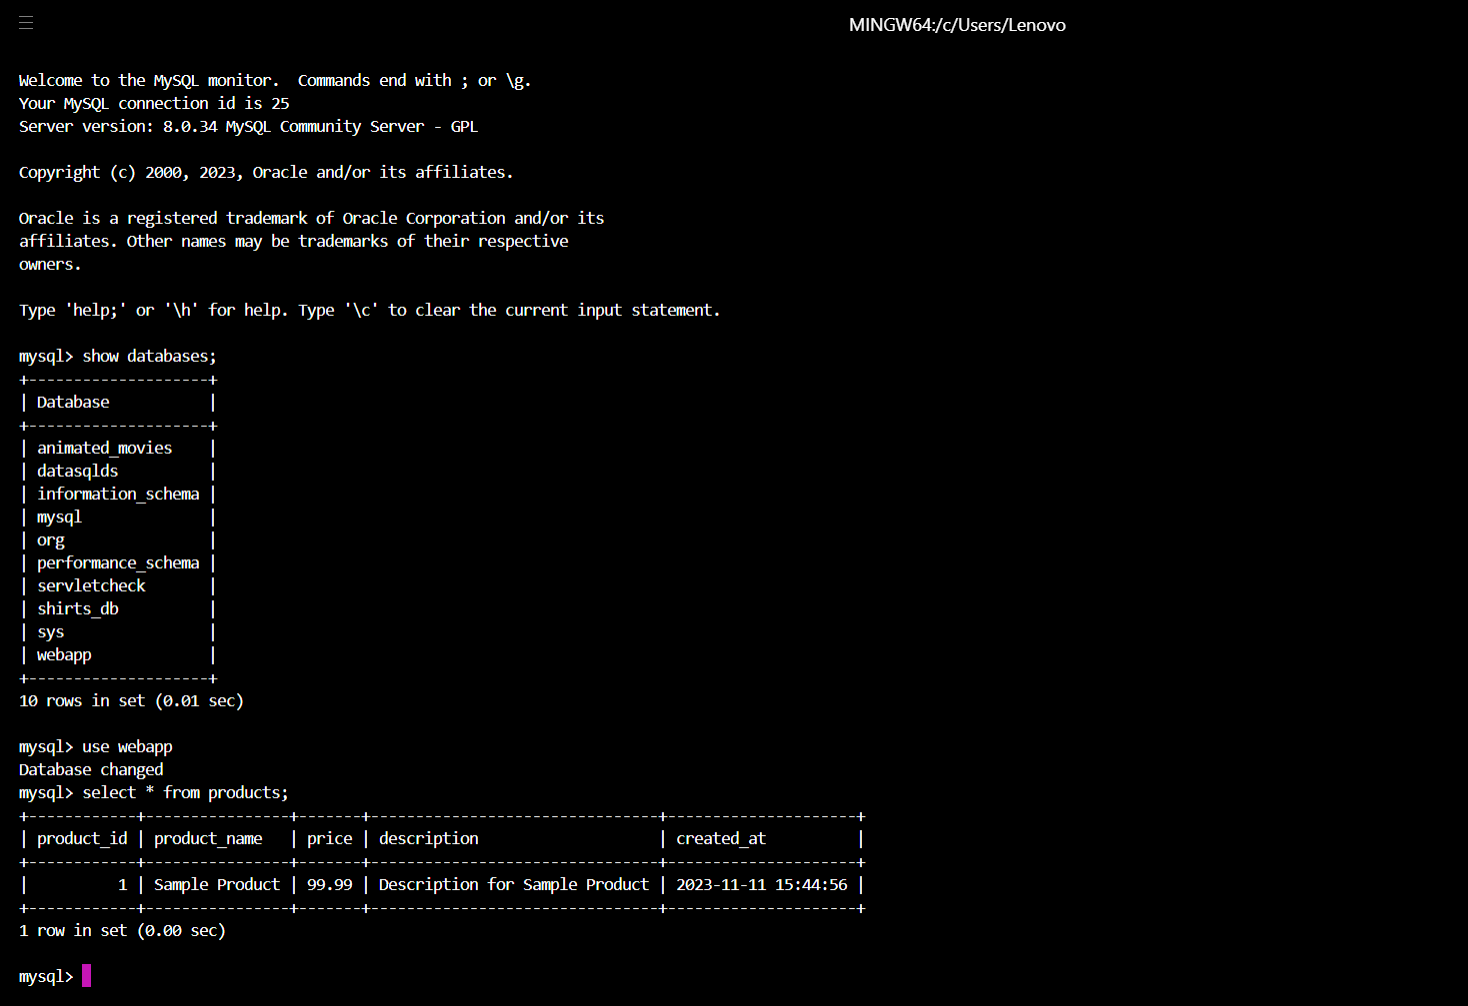 MINGW64:/c/Users/Lenovo
Welcome to the MySQL monitor.  Commands end with ; or \g.
Your MySQL connection id is 25
Server version: 8.0.34 MySQL Community Server - GPL
Copyright (c) 2000, 2023, Oracle and/or its affiliates.
Oracle is a registered trademark of Oracle Corporation and/or its
affiliates. Other names may be trademarks of their respective
owners.
Type 'help;' or '\h' for help. Type '\c' to clear the current input statement.
mysql> show databases;
+--------------------+
| Database           |
+--------------------+
| animated_movies    |
| datasqlds          |
| information_schema |
| mysql              |
| org                |
| performance_schema |
| servletcheck       |
| shirts_db          |
| sys                |
| webapp             |
+--------------------+
10 rows in set (0.01 sec)
mysql> use webapp
Database changed
mysql> select * from products;
+------------+----------------+-------+--------------------------------+---------------------+
| product_id | product_name   | price | description                    | created_at          |
+------------+----------------+-------+--------------------------------+---------------------+
|          1 | Sample Product | 99.99 | Description for Sample Product | 2023-11-11 15:44:56 |
+------------+----------------+-------+--------------------------------+---------------------+
1 row in set (0.00 sec)
mysql>